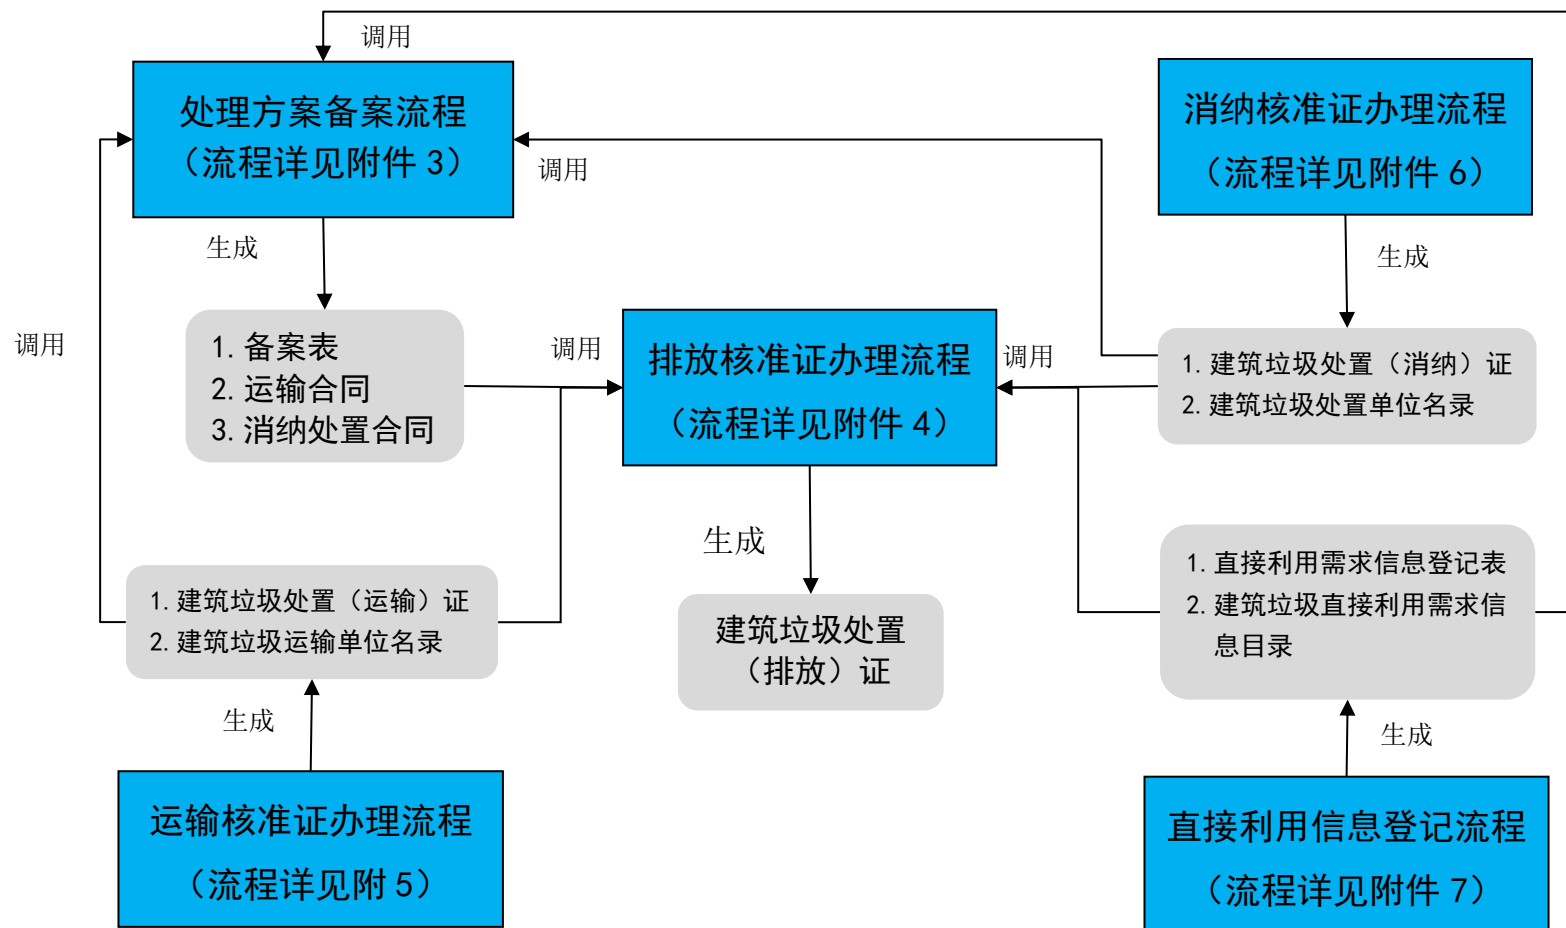 调用
处理方案备案流程
（流程详见附件 3）
消纳核准证办理流程
（流程详见附件 6）
调用
生成
生成
调用
1. 备案表
2. 运输合同
3. 消纳处置合同
调用
排放核准证办理流程
（流程详见附件 4）
调用
1. 建筑垃圾处置（消纳）证
2. 建筑垃圾处置单位名录
生成
1. 建筑垃圾处置（运输）证
2. 建筑垃圾运输单位名录
建筑垃圾处置
（排放）证
1. 直接利用需求信息登记表
2. 建筑垃圾直接利用需求信
息目录
生成
生成
运输核准证办理流程
（流程详见附 5）
直接利用信息登记流程
（流程详见附件 7）